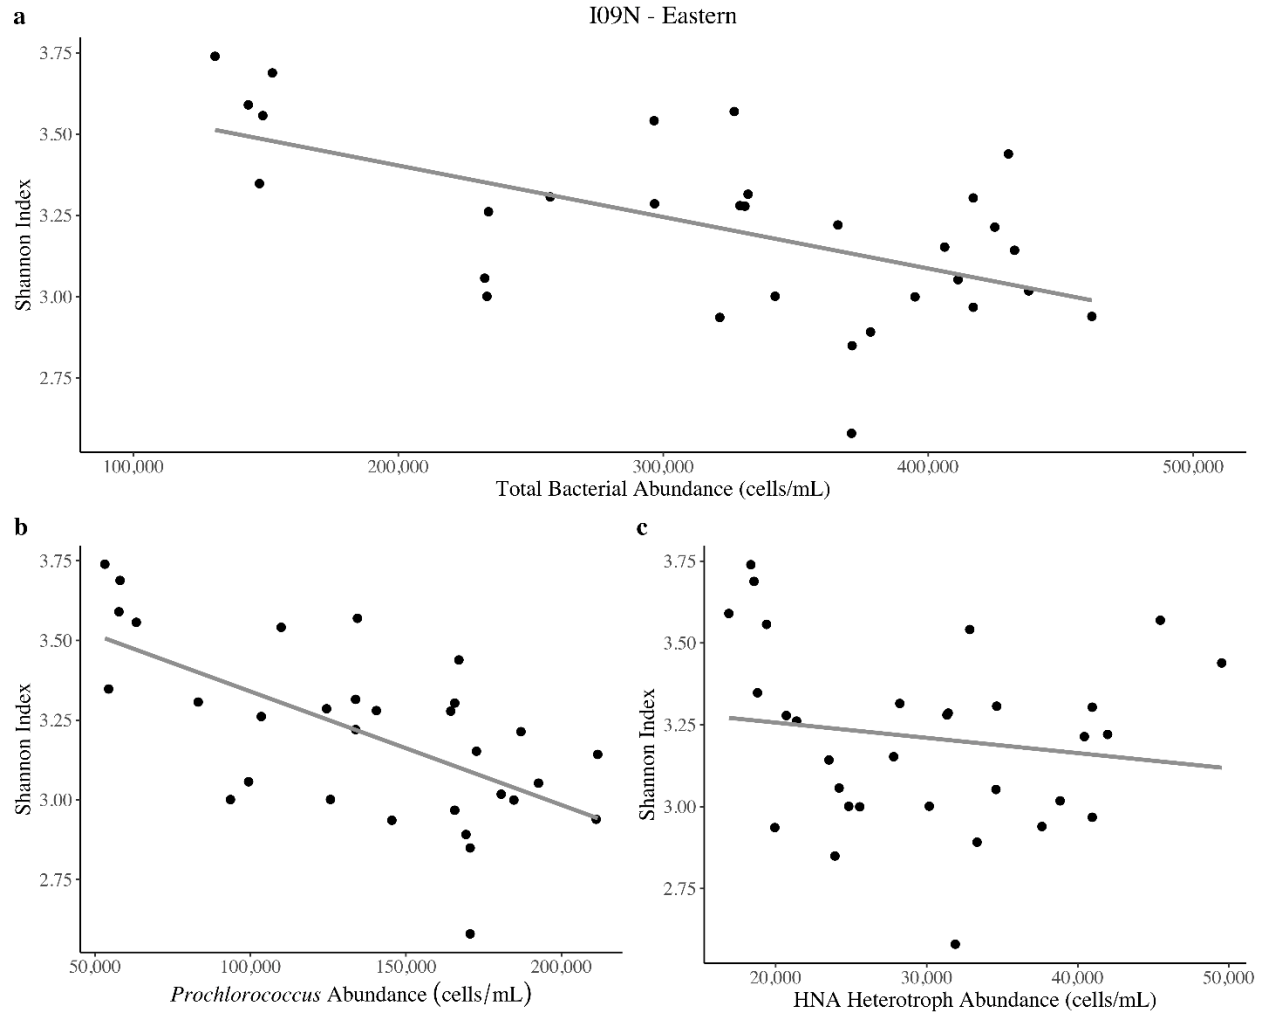 a
I09N - Eastern
3.75
3.50
3.25
3.00
2.75
Shannon Index
100,000 200,000 300,000 400,000 500,000
Total Bacterial Abundance (cells/mL)
b
3.75
3.50
3.25
3.00
2.75
Shannon Index
50,000 100,000 150,000 200,000
Prochlorococcus Abundance (cells/mL)
c
3.75
3.50
3.25
3.00
2.75
Shannon Index
20,000 30,000 40,000 50,000
HNA Heterotroph Abundance (cells/mL)